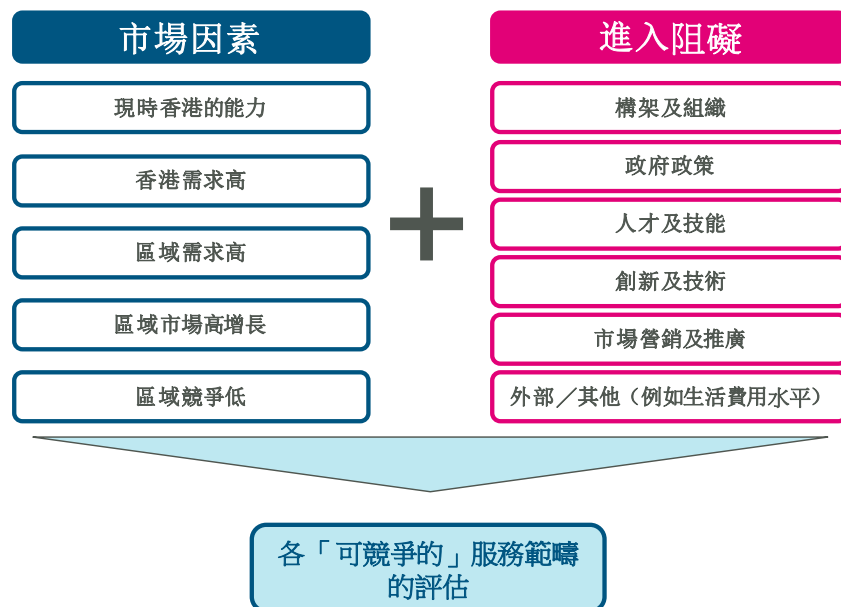 市場因素
現時香港的能力
香港需求高
區域需求高
區域市場高增長
區域競爭低
進入阻礙
構架及組織
政府政策
人才及技能
創新及技術
市場營銷及推廣
外部／其他（例如生活費用水平）
各「可競爭的」服務範疇
的評估